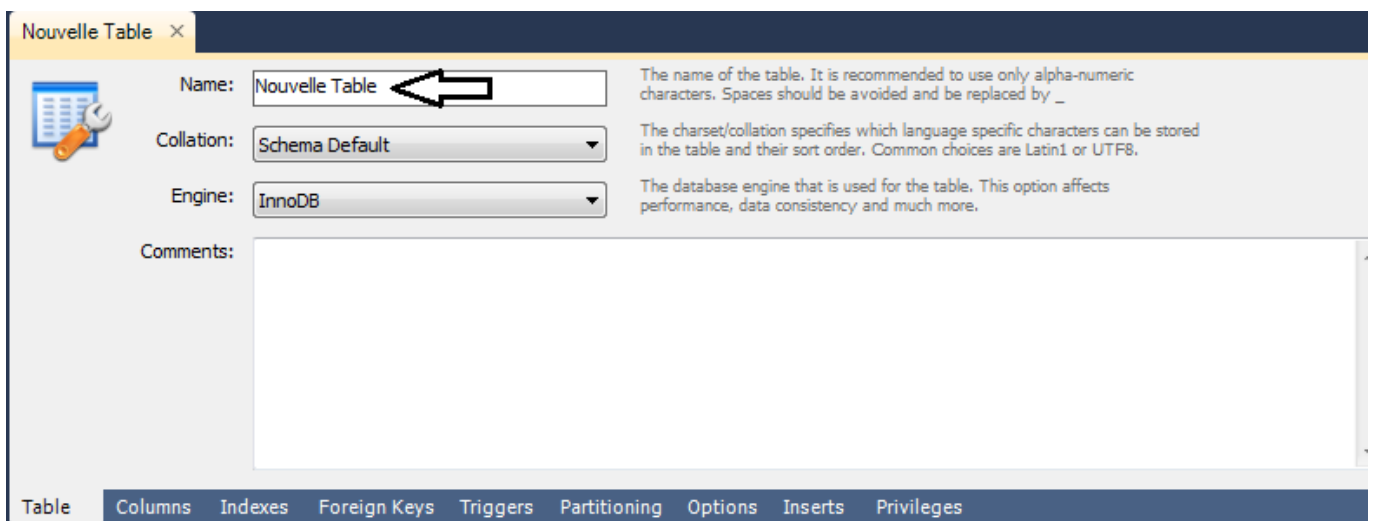 Nouvelle Table ×
Name: Nouvelle Table
The name of the table. It is recommended to use only alpha-numeric
characters. Spaces should be avoided and be replaced by _
Collation: Schema Default
The charset/collation specifies which language specific characters can be stored
in the table and their sort order. Common choices are Latin1 or UTF8.
Engine: InnoDB
The database engine that is used for the table. This option affects
performance, data consistency and much more.
Comments:
Table Columns Indexes Foreign Keys Triggers Partitioning Options Inserts Privileges